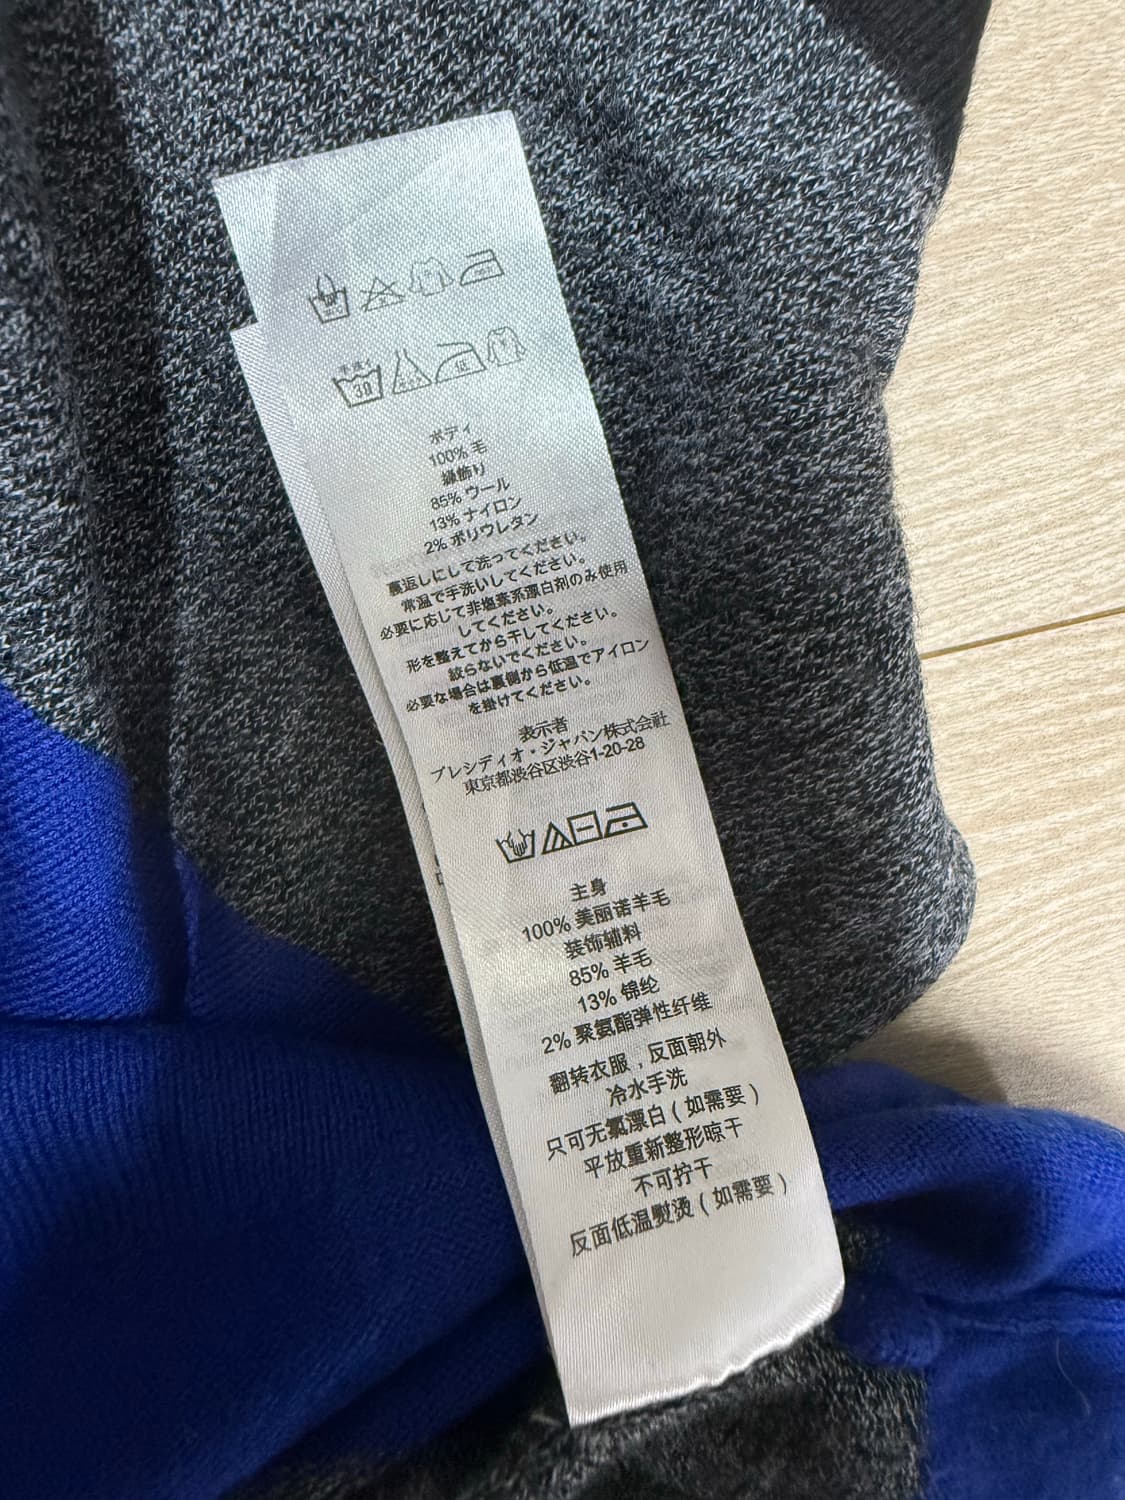 手洗イ
30
ボディ
100% 毛
縁飾り
85% ウール
13% ナイロン
2% ポリウレタン
裏返しにして洗ってください。
常温で手洗いしてください。
必要に応じて非塩素系漂白剤のみ使用
してください。
形を整えてから干してください。
絞らないでください。
必要な場合は裏側から低温でアイロン
を掛けてください。
表示者
プレシディオ・ジャパン株式会社
東京都渋谷区渋谷1-20-28
主身
100% 美丽诺羊毛
装饰辅料
85% 羊毛
13% 锦纶
2% 聚氨酯弹性纤维
翻转衣服，反面朝外
冷水手洗
只可无氯漂白 ( 如需要 )
平放重新整形晾干
不可拧干
反面低温熨烫 ( 如需要 )